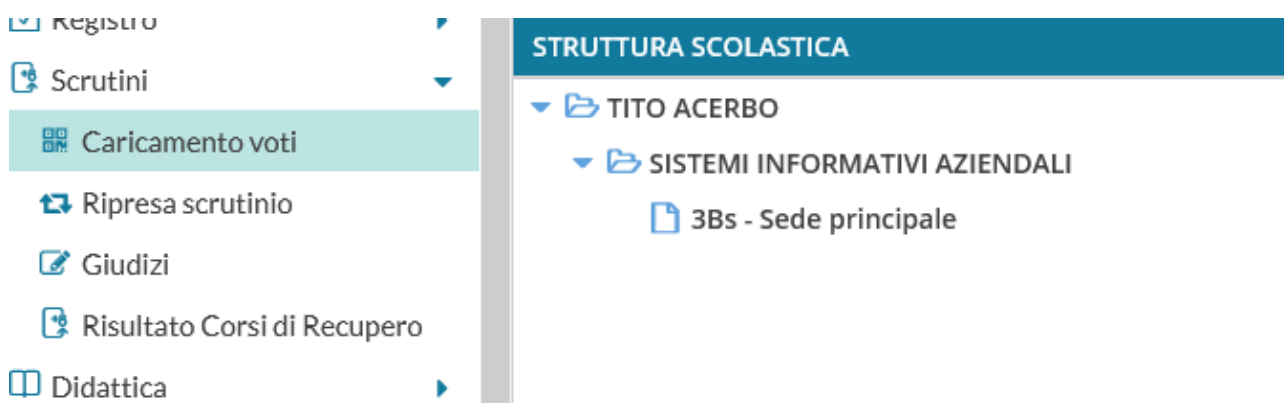 Registro
Scrutini
Caricamento voti
Ripresa scrutinio
Giudizi
Risultato Corsi di Recupero
Didattica
STRUTTURA SCOLASTICA
TITO ACERBO
SISTEMI INFORMATIVI AZIENDALI
3Bs - Sede principale